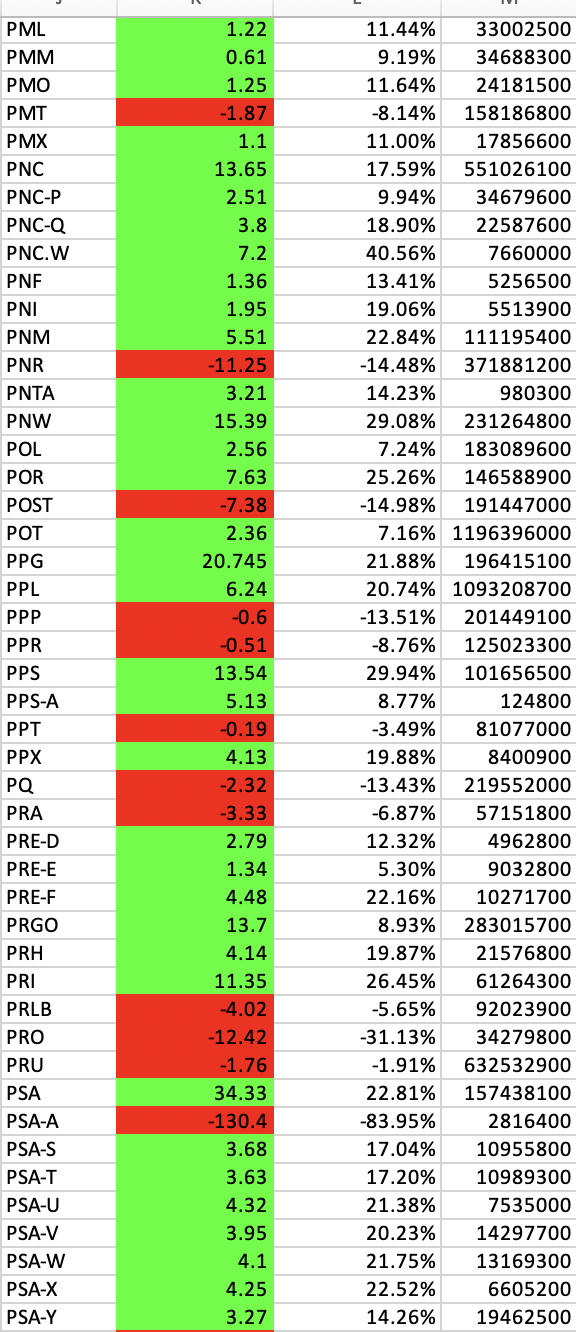 PML 1.22 11.44% 33002500
PMM 0.61 9.19% 34688300
PMO 1.25 11.64% 24181500
PMT -1.87 -8.14% 158186800
PMX 1.1 11.00% 17856600
PNC 13.65 17.59% 551026100
PNC-P 2.51 9.94% 34679600
PNC-Q 3.8 18.90% 22587600
PNC.W 7.2 40.56% 7660000
PNF 1.36 13.41% 5256500
PNI 1.95 19.06% 5513900
PNM 5.51 22.84% 111195400
PNR -11.25 -14.48% 371881200
PNTA 3.21 14.23% 980300
PNW 15.39 29.08% 231264800
POL 2.56 7.24% 183089600
POR 7.63 25.26% 146588900
POST -7.38 -14.98% 191447000
POT 2.36 7.16% 1196396000
PPG 20.745 21.88% 196415100
PPL 6.24 20.74% 1093208700
PPP -0.6 -13.51% 201449100
PPR -0.51 -8.76% 125023300
PPS 13.54 29.94% 101656500
PPS-A 5.13 8.77% 124800
PPT -0.19 -3.49% 81077000
PPX 4.13 19.88% 8400900
PQ -2.32 -13.43% 219552000
PRA -3.33 -6.87% 57151800
PRE-D 2.79 12.32% 4962800
PRE-E 1.34 5.30% 9032800
PRE-F 4.48 22.16% 10271700
PRGO 13.7 8.93% 283015700
PRH 4.14 19.87% 21576800
PRI 11.35 26.45% 61264300
PRLB -4.02 -5.65% 92023900
PRO -12.42 -31.13% 34279800
PRU -1.76 -1.91% 632532900
PSA 34.33 22.81% 157438100
PSA-A -130.4 -83.95% 2816400
PSA-S 3.68 17.04% 10955800
PSA-T 3.63 17.20% 10989300
PSA-U 4.32 21.38% 7535000
PSA-V 3.95 20.23% 14297700
PSA-W 4.1 21.75% 13169300
PSA-X 4.25 22.52% 6605200
PSA-Y 3.27 14.26% 19462500